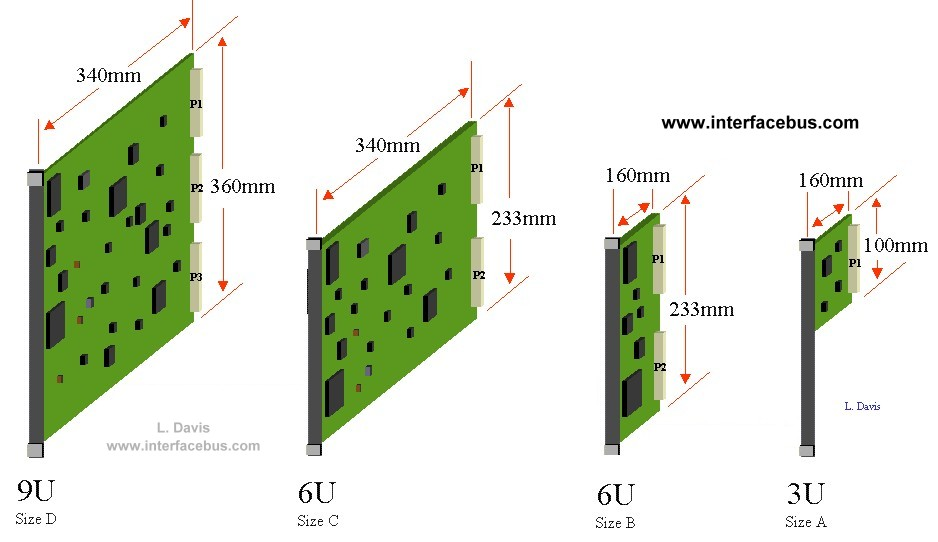 340mm
P1
P2
P3
360mm
L. Davis
www.interfacebus.com
9U
Size D
340mm
P1
P2
233mm
6U
Size C
www.interfacebus.com
160mm
P1
P2
233mm
6U
Size B
160mm
P1
100mm
L. Davis
3U
Size A